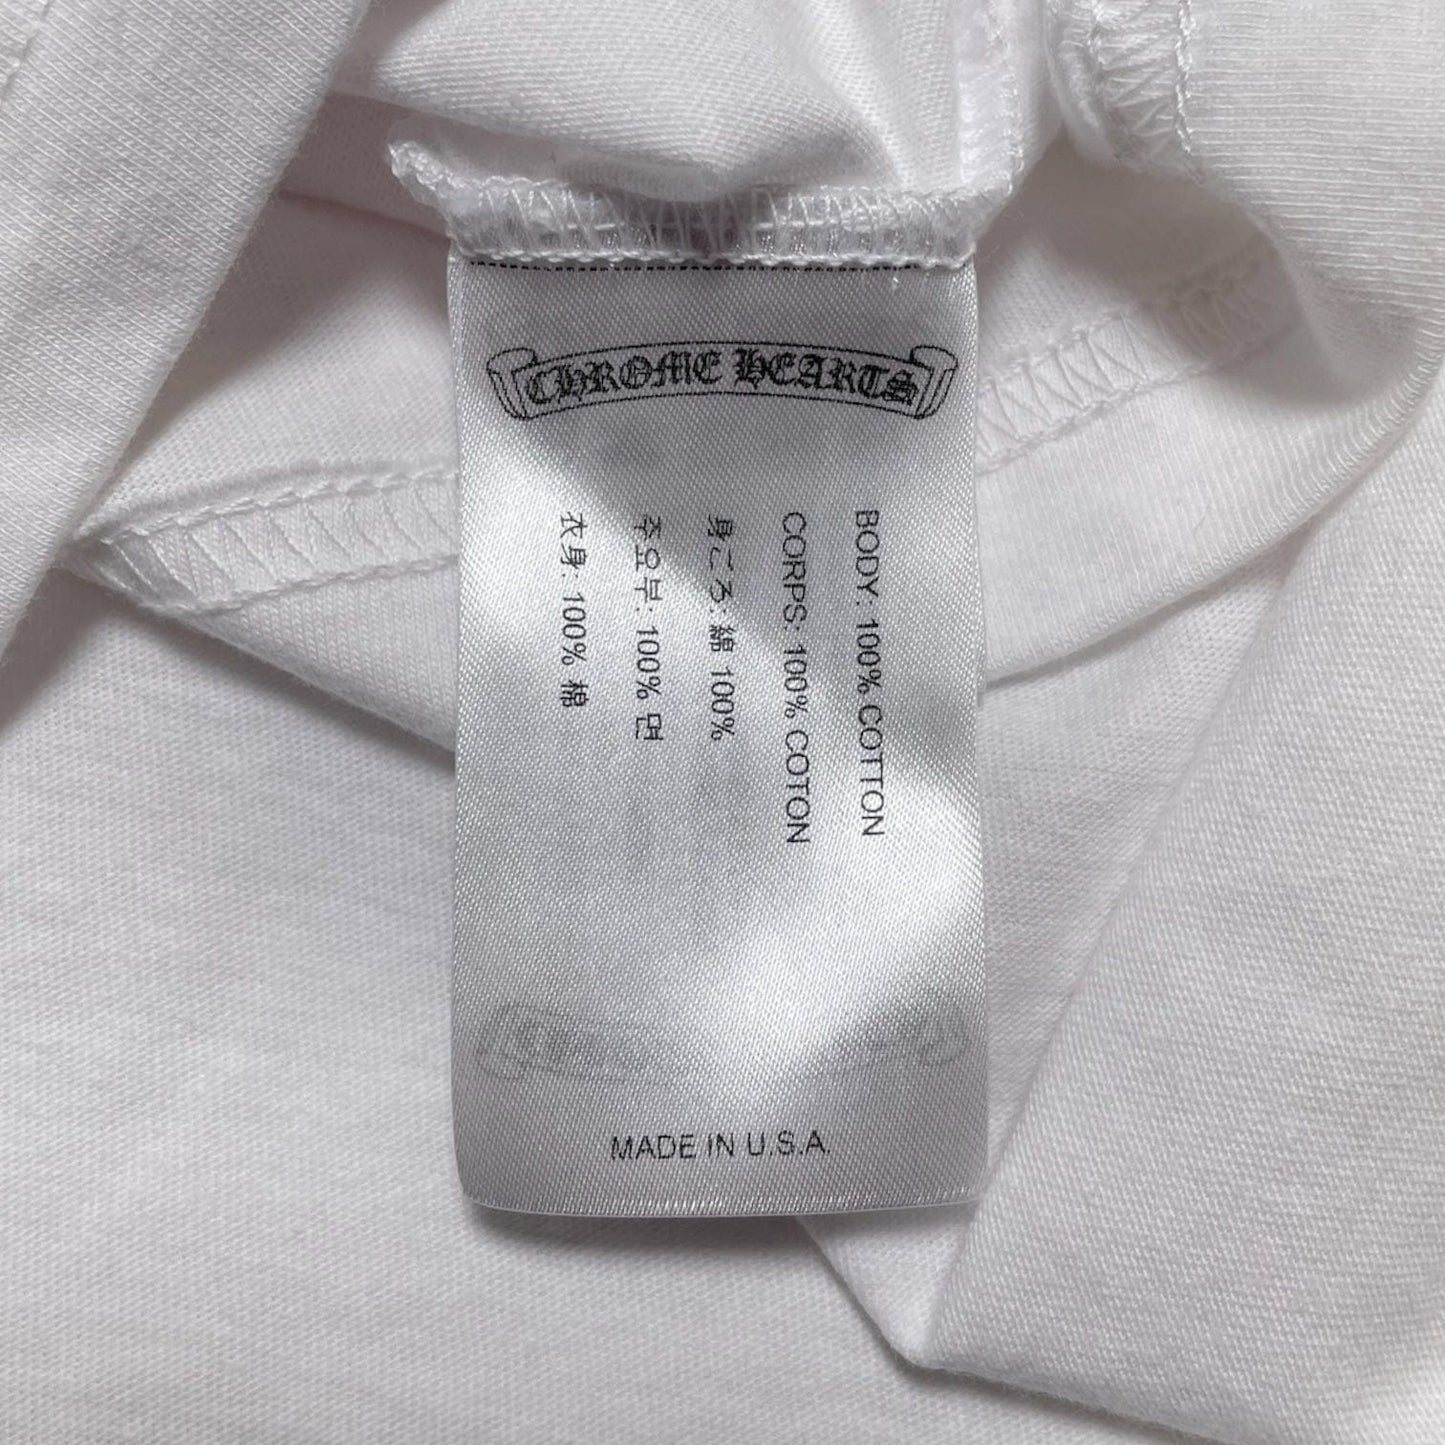 CHROME HEARTS
BODY: 100% COTTON
CORPS: 100% COTON
身ごろ:綿 100%
주요부: 100% 면
衣身: 100% 棉
MADE IN U.S.A.